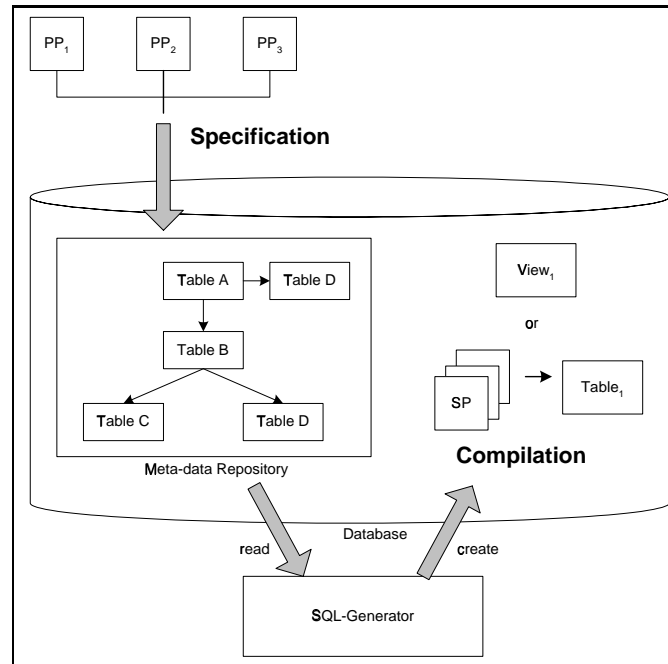 PP1 PP2 PP3
Specification
Table A Table D
Table B
Table C Table D
Meta-data Repository
View1
or
SP Table1
Compilation
Database
read create
SQL-Generator